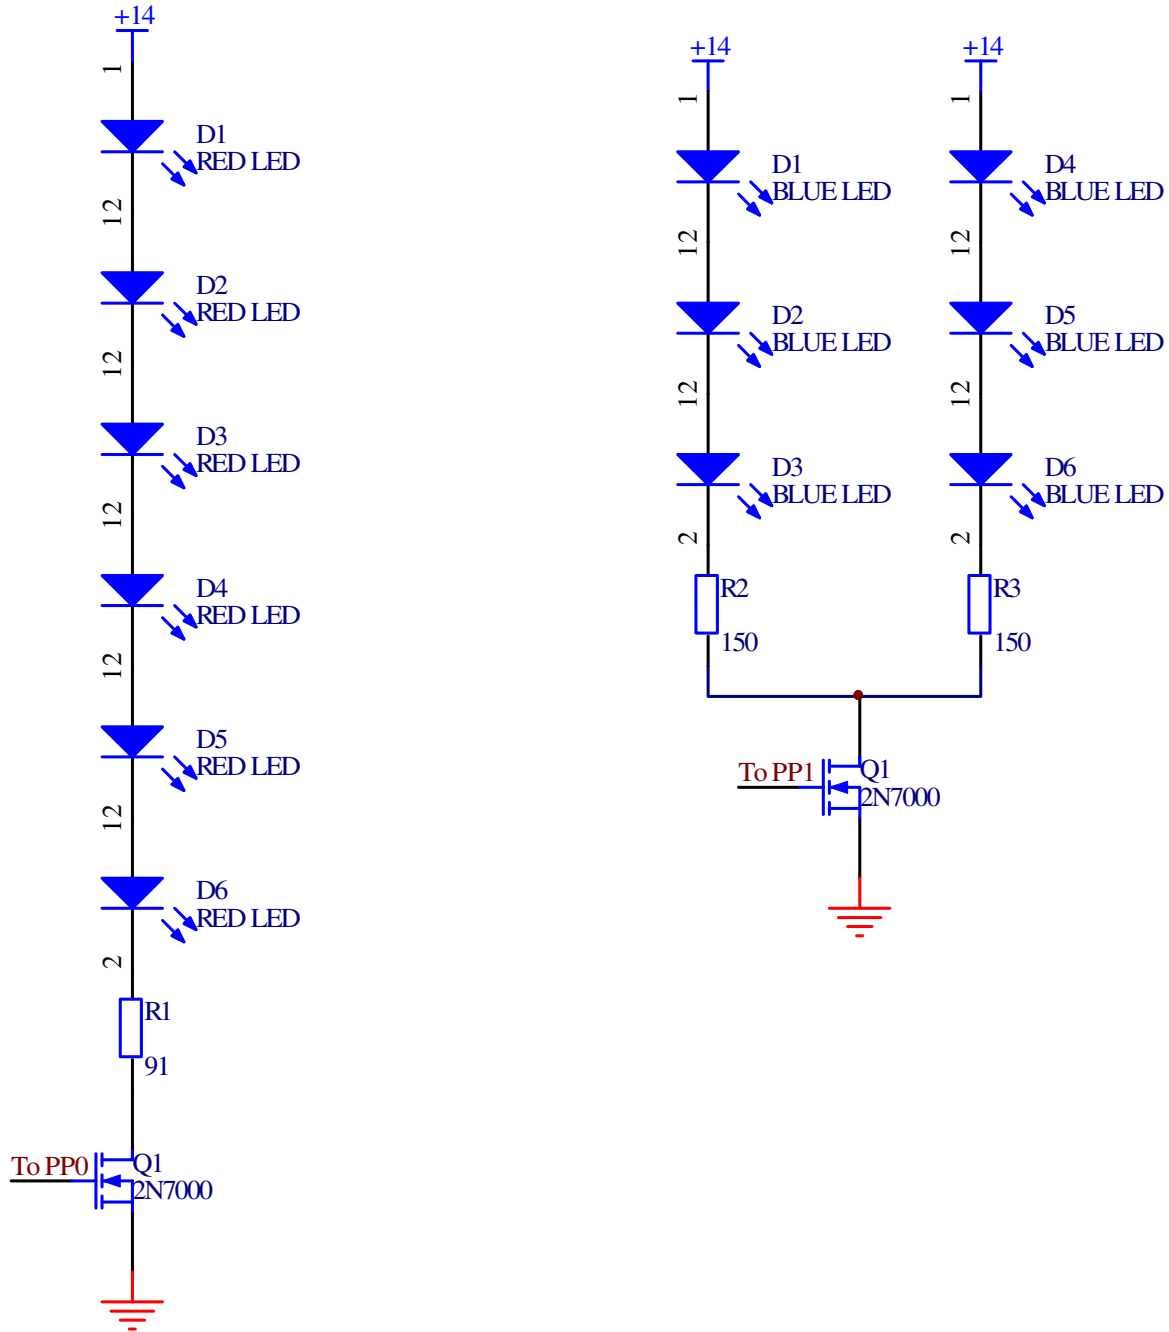 +14
1
D1
RED LED
12
D2
RED LED
12
D3
RED LED
12
D4
RED LED
12
D5
RED LED
12
D6
RED LED
2
R1
91
To PP0
Q1
2N7000
+14
1
D1
BLUE LED
12
D2
BLUE LED
12
D3
BLUE LED
2
R2
150
+14
1
D4
BLUE LED
12
D5
BLUE LED
12
D6
BLUE LED
2
R3
150
To PP1
Q1
2N7000